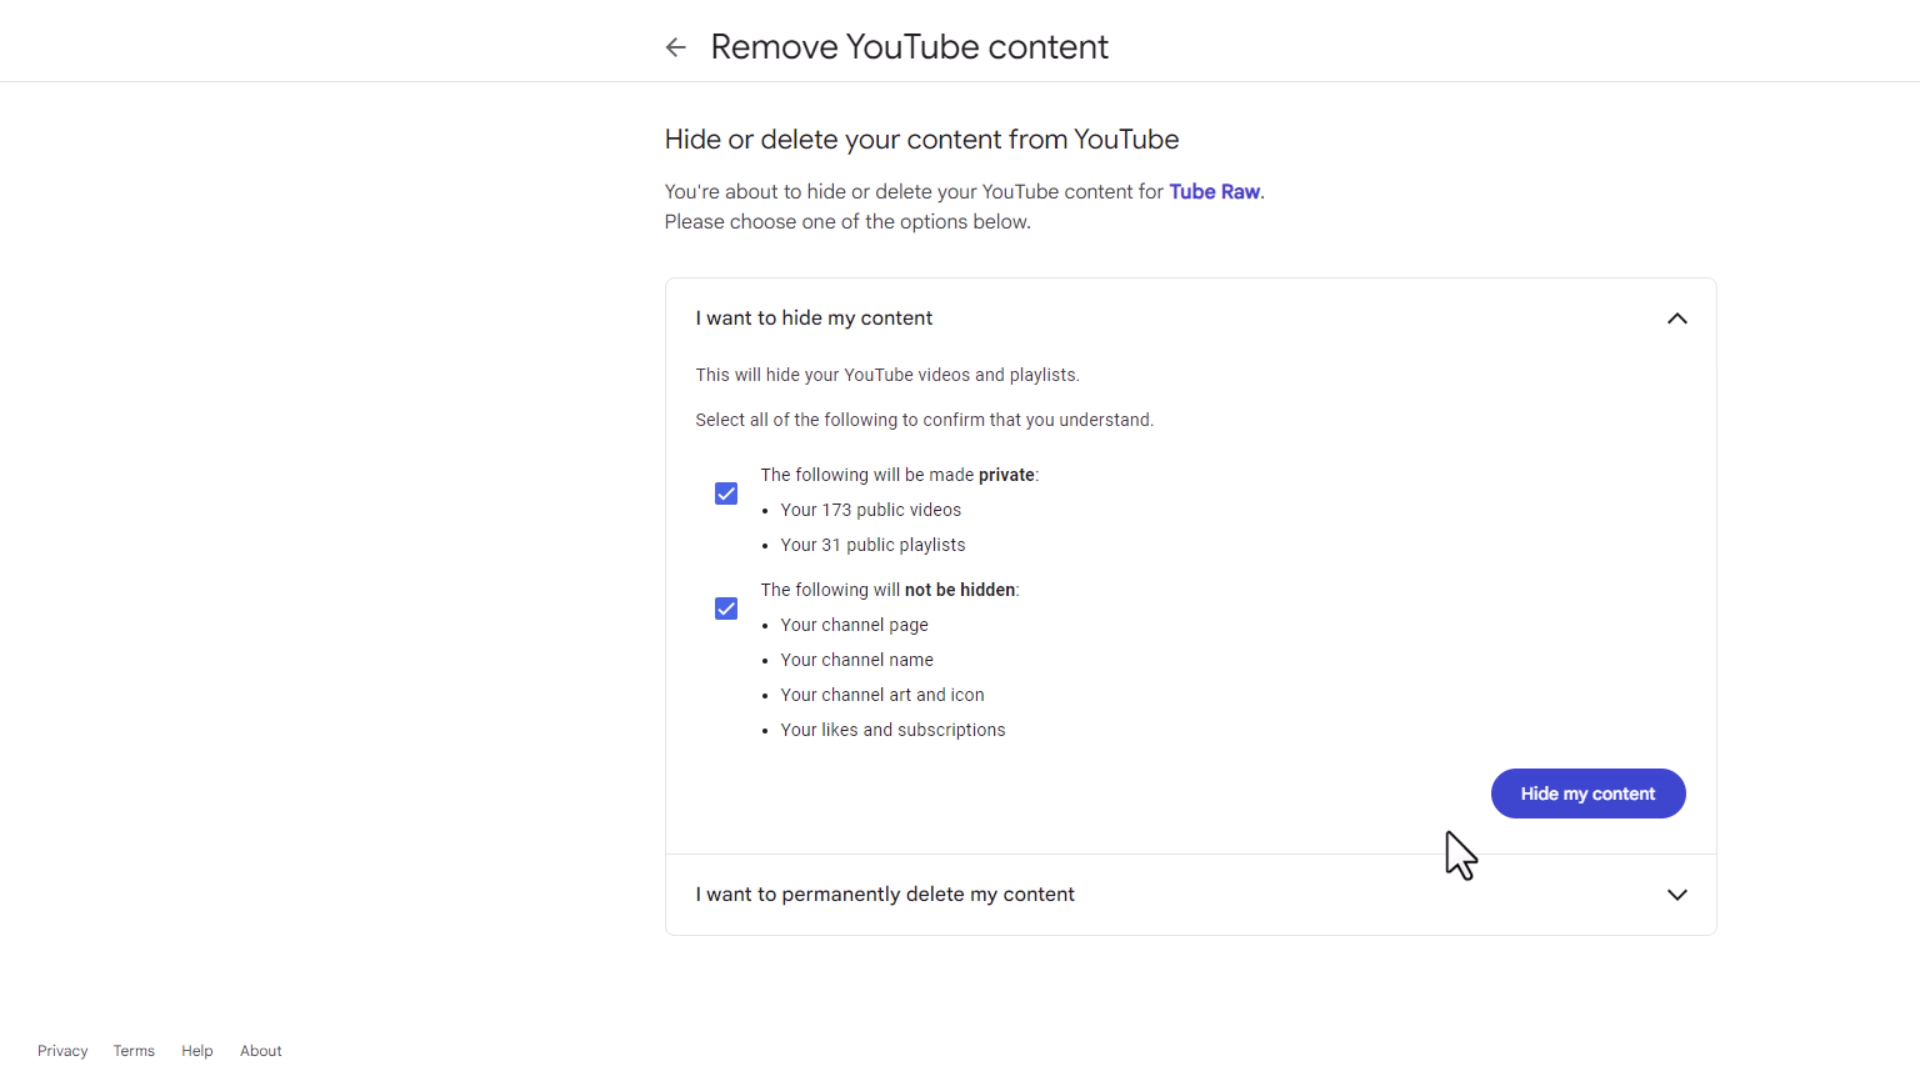 Remove YouTube content
Hide or delete your content from YouTube
You're about to hide or delete your YouTube content for Tube Raw.
Please choose one of the options below.
I want to hide my content
This will hide your YouTube videos and playlists.
Select all of the following to confirm that you understand.
The following will be made private:
• Your 173 public videos
• Your 31 public playlists
The following will not be hidden:
• Your channel page
• Your channel name
• Your channel art and icon
• Your likes and subscriptions
Hide my content
I want to permanently delete my content
Privacy Terms Help About